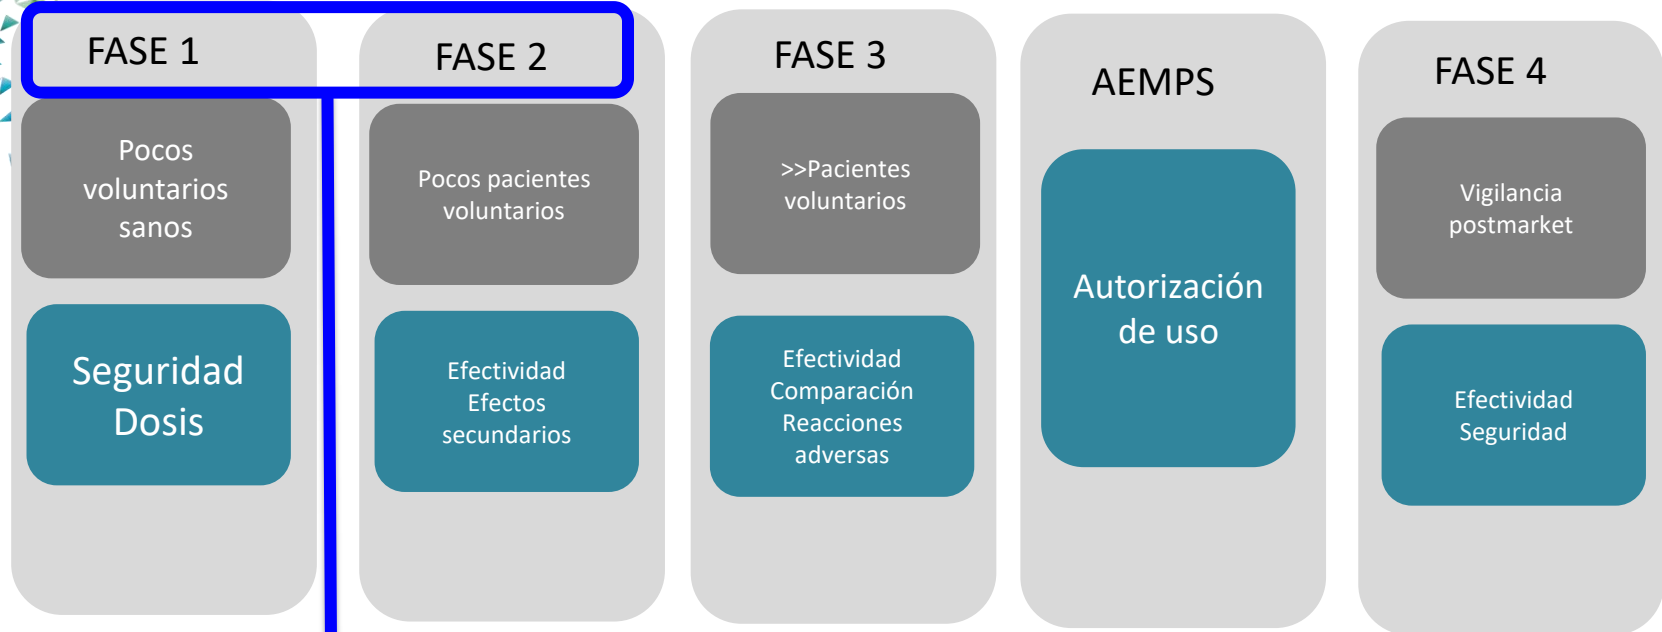 FASE 1
Pocos
voluntarios
sanos
Seguridad
Dosis
FASE 2
Pocos pacientes
voluntarios
Efectividad
Efectos
secundarios
FASE 3
>>Pacientes
voluntarios
Efectividad
Comparación
Reacciones
adversas
AEMPS
Autorización
de uso
FASE 4
Vigilancia
postmarket
Efectividad
Seguridad